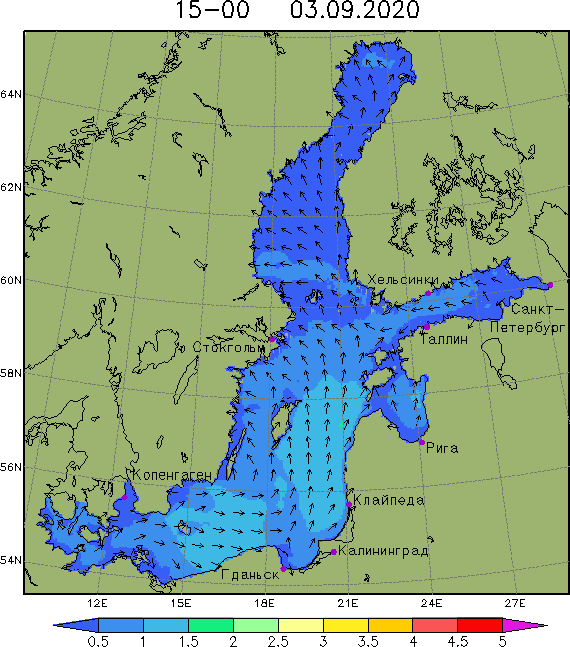 15-00 03.09.2020
64N
62N
60N
58N
56N
54N
Хельсинки
Санкт-
Петербург
Таллин
Стокгольм
Рига
Копенгаген
Клайпеда
Калининград
Гданьск
12E 15E 18E 21E 24E 27E
0.5 1 1.5 2 2.5 3 3.5 4 4.5 5